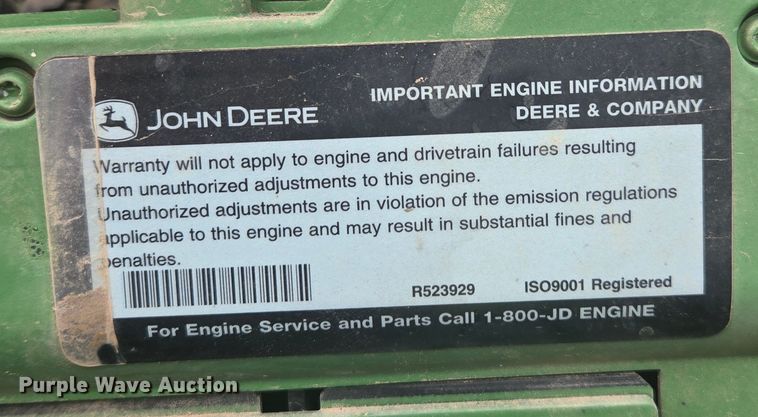 JOHN DEERE
IMPORTANT ENGINE INFORMATION
DEERE & COMPANY
Warranty will not apply to engine and drivetrain failures resulting
from unauthorized adjustments to this engine.
Unauthorized adjustments are in violation of the emission regulations
applicable to this engine and may result in substantial fines and
penalties.
R523929
ISO9001 Registered
For Engine Service and Parts Call 1-800-JD ENGINE
Purple Wave Auction